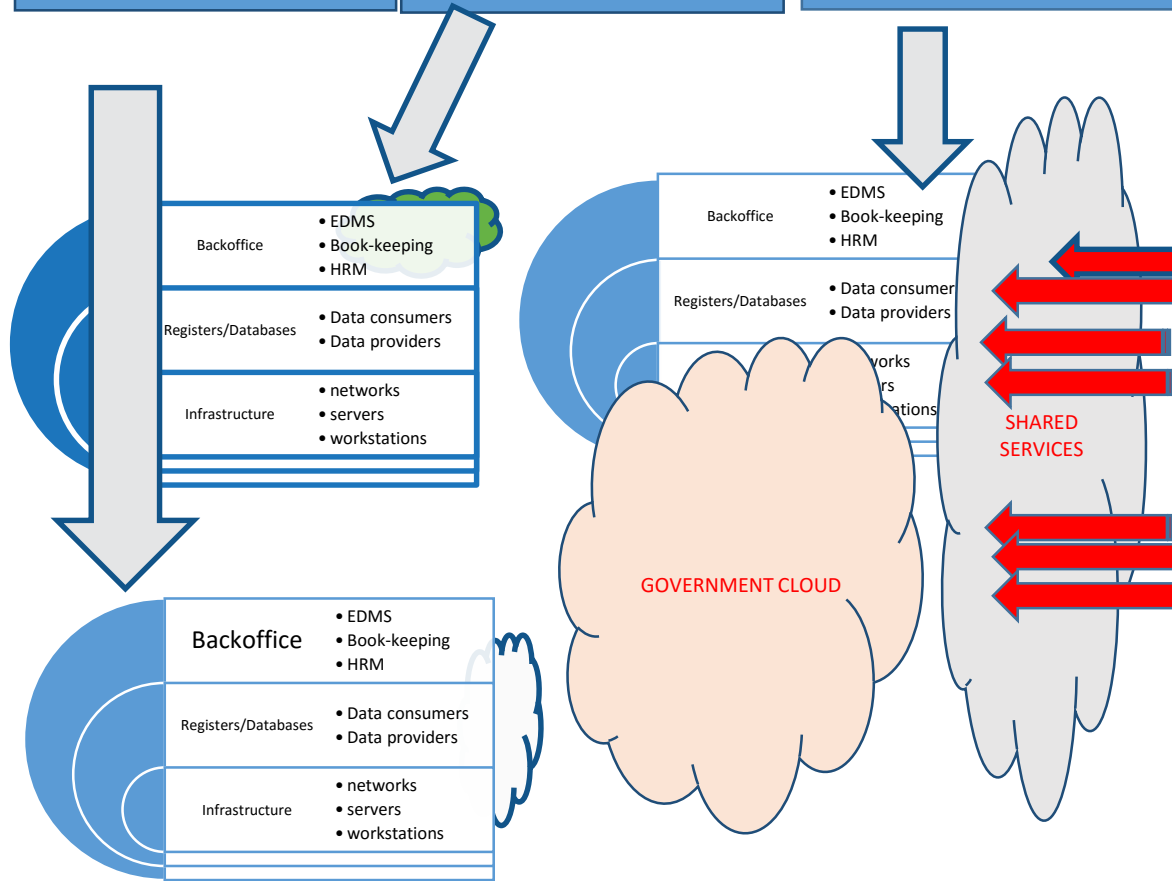 Backoffice
• EDMS
• Book-keeping
• HRM
Registers/Databases
• Data consumers
• Data providers
Infrastructure
• networks
• servers
• workstations
Backoffice
• EDMS
• Book-keeping
• HRM
Registers/Databases
• Data consumers
• Data providers
SHARED
SERVICES
GOVERNMENT CLOUD
Backoffice
• EDMS
• Book-keeping
• HRM
Registers/Databases
• Data consumers
• Data providers
Infrastructure
• networks
• servers
• workstations